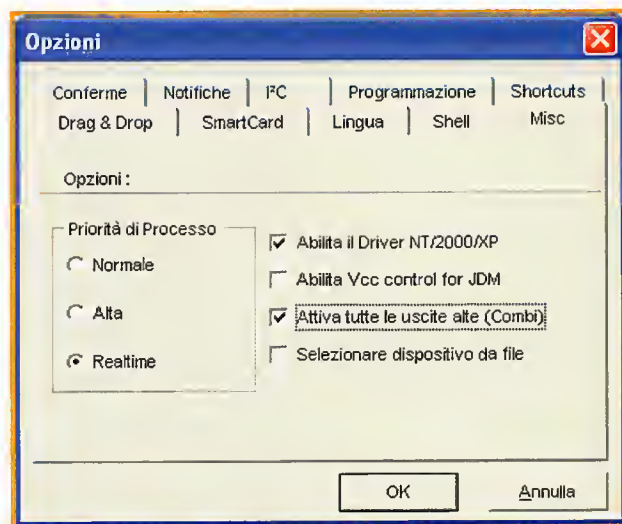 Opzioni
Conferme
Notifiche
I²C
Programmazione
Shortcuts
Drag & Drop
SmartCard
Lingua
Shell
Misc
Opzioni :
Priorità di Processo
Normale
Alta
Realtime
Abilita il Driver NT/2000/XP
Abilita Vcc control for JDM
Attiva tutte le uscite alte (Combi)
Selezionare dispositivo da file
OK
Annulla